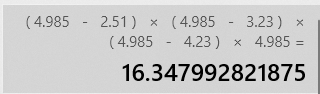 ( 4.985 - 2.51 ) × ( 4.985 - 3.23 ) ×
( 4.985 - 4.23 ) × 4.985 =
16.347992821875